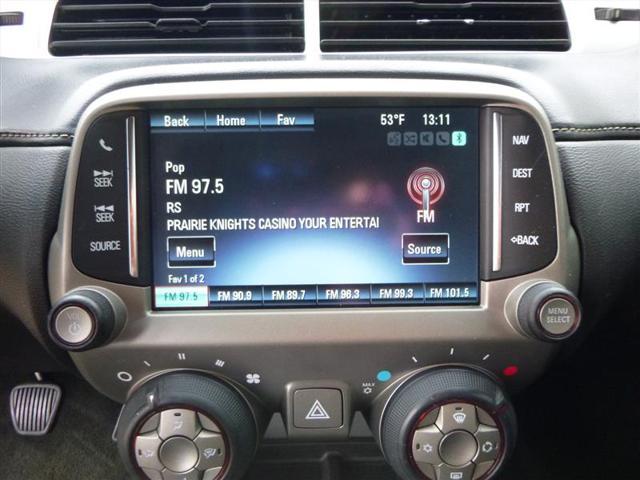 Back Home Fav 53°F 13:11
Pop
FM 97.5
RS
PRAIRIE KNIGHTS CASINO YOUR ENTERTAI
FM
Menu
Source
Fav 1 of 2
FM 97.5 FM 90.9 FM 89.7 FM 96.3 FM 99.3 FM 101.5
SEEK
SEEK
SOURCE
NAV
DEST
RPT
BACK
VOL
MENU
SELECT
MAX